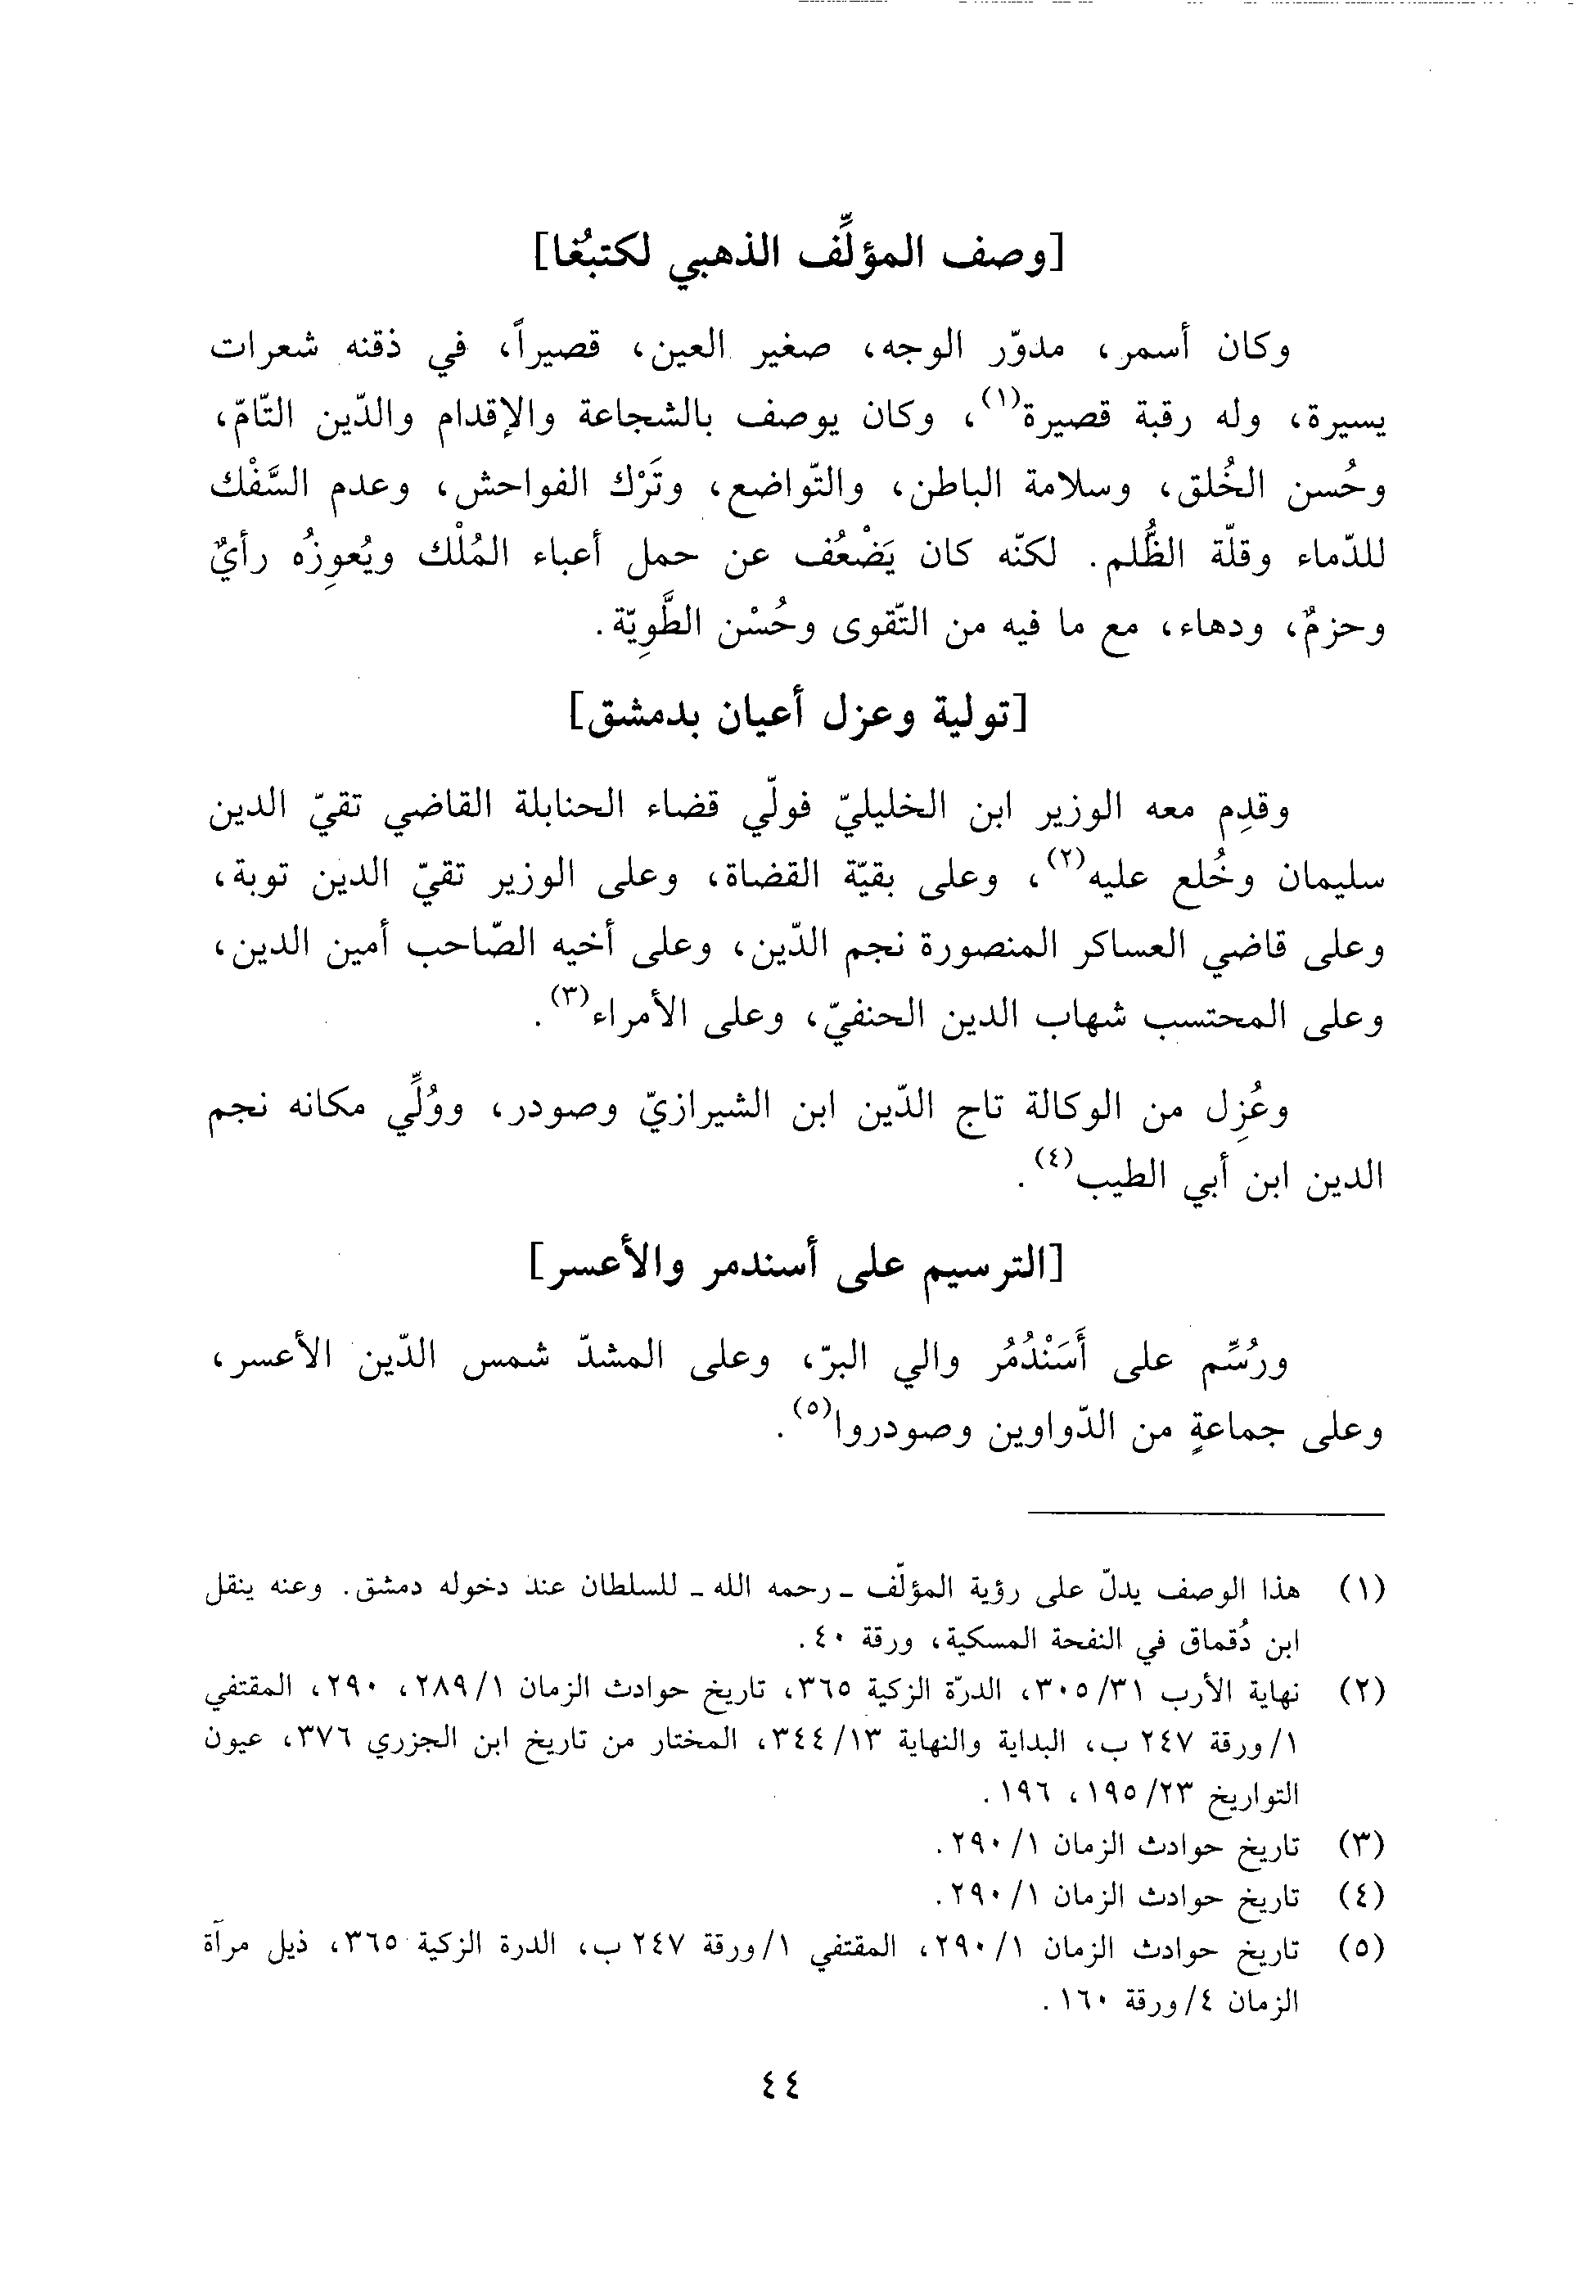 [وصف المؤلِّف الذهبي لكتبُغا]
وكان أسمر، مدوّر الوجه، صغير العين، قصيراً، في ذقنه شعرات
يسيرة، وله رقبة قصيرة(١)، وكان يوصف بالشجاعة والإقدام والدّين التّامّ،
وحُسن الخُلق، وسلامة الباطن، والتّواضع، وتَرْك الفواحش، وعدم السَّفْك
للدّماء وقلّة الظُّلم. لكنّه كان يَضْعُف عن حمل أعباء المُلْك ويُعوِزُه رأيٌ
وحزمٌ، ودهاء، مع ما فيه من التّقوى وحُسْن الطَّوِيّة.
[تولية وعزل أعيان بدمشق]
وقدِم معه الوزير ابن الخليليّ فولّي قضاء الحنابلة القاضي تقيّ الدين
سليمان وخُلع عليه(٢)، وعلى بقيّة القضاة، وعلى الوزير تقيّ الدين توبة،
وعلى قاضي العساكر المنصورة نجم الدّين، وعلى أخيه الصّاحب أمين الدين،
وعلى المحتسب شهاب الدين الحنفيّ، وعلى الأمراء(٣).
وعُزِل من الوكالة تاج الدّين ابن الشيرازيّ وصودر، ووُلِّي مكانه نجم
الدين ابن أبي الطيب(٤).
[الترسيم على أسندمر والأعسر]
ورُسِّم على أَسَنْدُمُر والي البرّ، وعلى المشدّ شمس الدّين الأعسر،
وعلى جماعةٍ من الدّواوين وصودروا(٥).
(١) هذا الوصف يدلّ على رؤية المؤلّف ـ رحمه الله ـ للسلطان عند دخوله دمشق. وعنه ينقل
ابن دُقماق في النفحة المسكية، ورقة ٤٠.
(٢) نهاية الأرب ٣٠٥/٣١، الدرّة الزكية ٣٦٥، تاريخ حوادث الزمان ٢٨٩/١، ٢٩٠، المقتفي
١/ورقة ٢٤٧ ب، البداية والنهاية ٣٤٤/١٣، المختار من تاريخ ابن الجزري ٣٧٦، عيون
التواريخ ١٩٥/٢٣، ١٩٦.
(٣) تاريخ حوادث الزمان ٢٩٠/١.
(٤) تاريخ حوادث الزمان ٢٩٠/١.
(٥) تاريخ حوادث الزمان ٢٩٠/١، المقتفي ١/ورقة ٢٤٧ ب، الدرة الزكية ٣٦٥، ذيل مرآة
الزمان ٤/ورقة ١٦٠.
٤٤